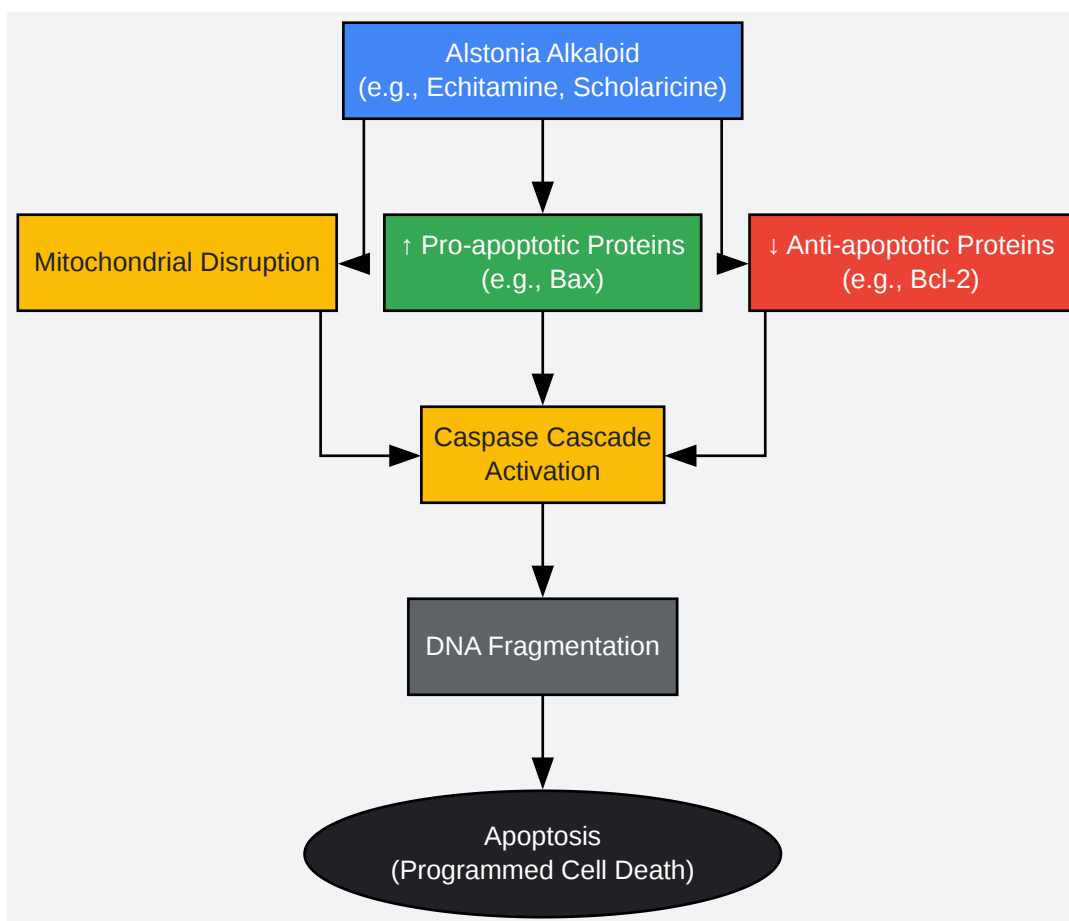 Alstonia Alkaloid
(e.g., Echitamine, Scholaricine)
Mitochondrial Disruption
↑ Pro-apoptotic Proteins
(e.g., Bax)
↓ Anti-apoptotic Proteins
(e.g., Bcl-2)
Caspase Cascade
Activation
DNA Fragmentation
Apoptosis
(Programmed Cell Death)